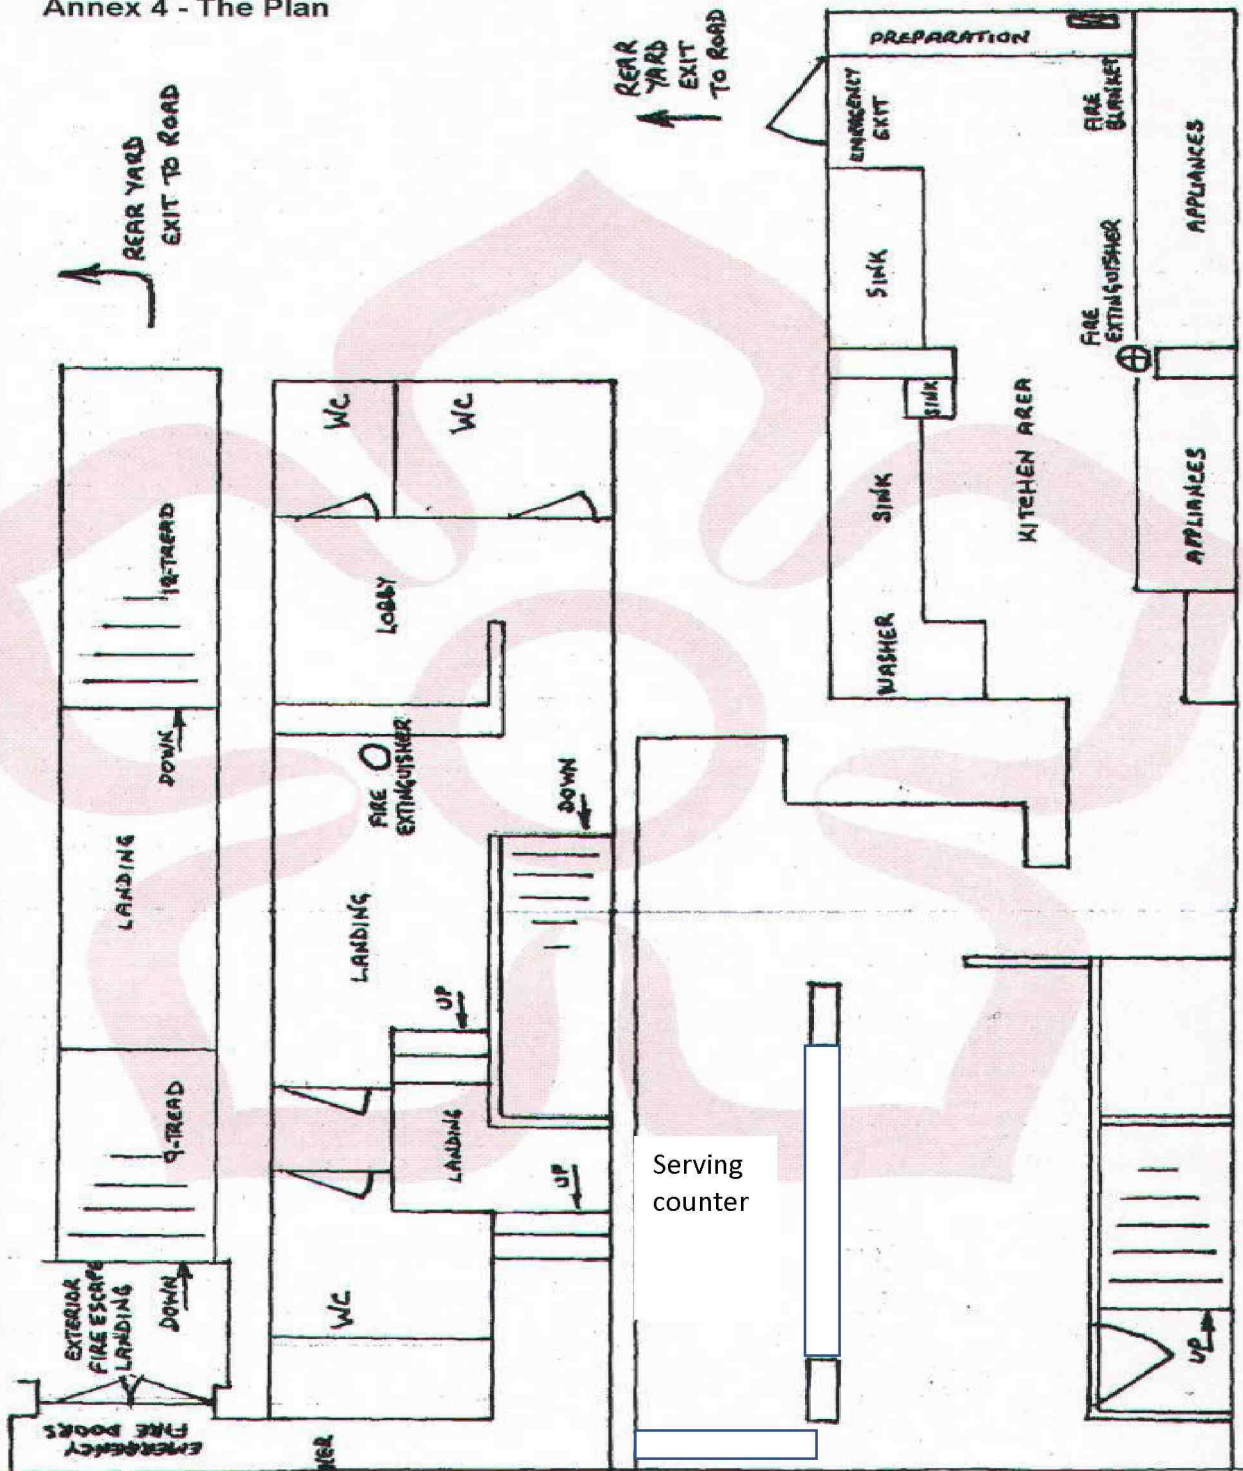 Annex 4 - The Plan
REAR YARD
EXIT TO ROAD
REAR
YARD
EXIT
TO ROAD
PREPARATION
EMERGENCY
EXIT
FIRE
BLANKET
APPLIANCES
SINK
FIRE
EXTINGUISHER
WC
WC
SINK
SINK
KITCHEN AREA
APPLIANCES
12-TREAD
LOBBY
WASHER
DOWN
FIRE
EXTINGUISHER
DOWN
LANDING
LANDING
UP
9-TREAD
LANDING
UP
Serving
counter
EXTERIOR
FIRE ESCAPE
LANDING
DOWN
WC
UP
EMERGENCY
FIRE DOORS